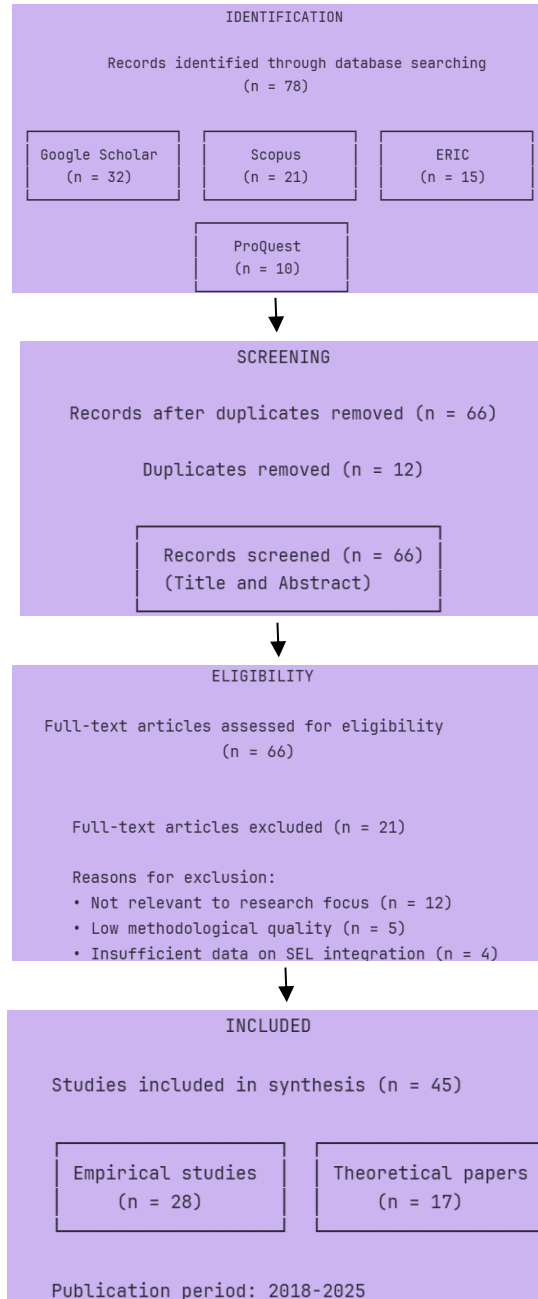 IDENTIFICATION
Records identified through database searching
(n = 78)
Google Scholar
(n = 32)
Scopus
(n = 21)
ERIC
(n = 15)
ProQuest
(n = 10)
SCREENING
Records after duplicates removed (n = 66)
Duplicates removed (n = 12)
Records screened (n = 66)
(Title and Abstract)
ELIGIBILITY
Full-text articles assessed for eligibility
(n = 66)
Full-text articles excluded (n = 21)
Reasons for exclusion:
• Not relevant to research focus (n = 12)
• Low methodological quality (n = 5)
• Insufficient data on SEL integration (n = 4)
INCLUDED
Studies included in synthesis (n = 45)
Empirical studies
(n = 28)
Theoretical papers
(n = 17)
Publication period: 2018-2025